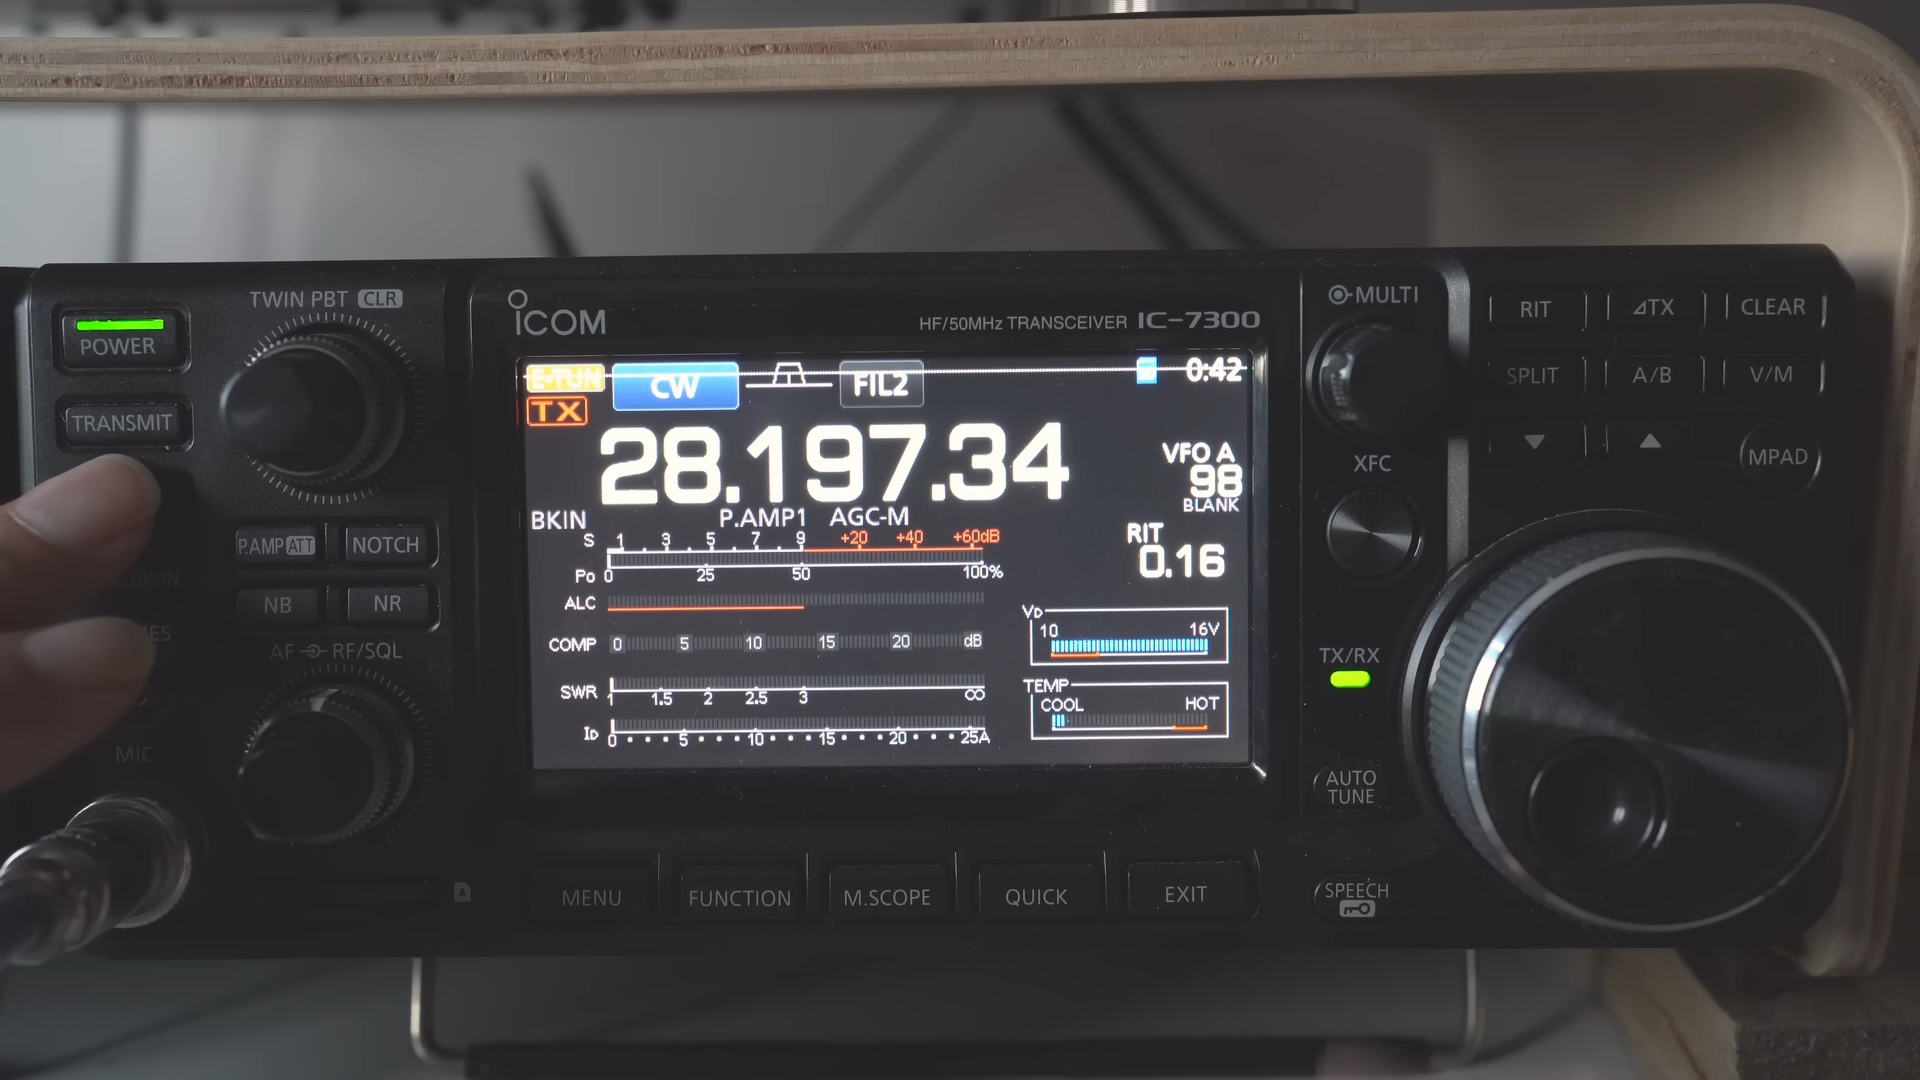 TWIN PBT CLR
POWER
TRANSMIT
P.AMP ATT
NOTCH
NB
NR
AF RF/SQL
MIC
ICOM
HF/50MHz TRANSCEIVER IC-7300
E-TUN
CW
FIL2
0:42
TX
28.197.34
VFO A
98
BLANK
BKIN
P.AMP1 AGC-M
S 1 3 5 7 9 +20 +40 +60dB
Po 0 25 50 100%
RIT
0.16
ALC
COMP 0 5 10 15 20 dB
SWR 1 1.5 2 2.5 3 ∞
ID 0 5 10 15 20 25A
VD
10 16V
TEMP
COOL HOT
MENU
FUNCTION
M.SCOPE
QUICK
EXIT
MULTI
XFC
TX/RX
AUTO
TUNE
SPEECH
RIT
⊿TX
CLEAR
SPLIT
A/B
V/M
MPAD